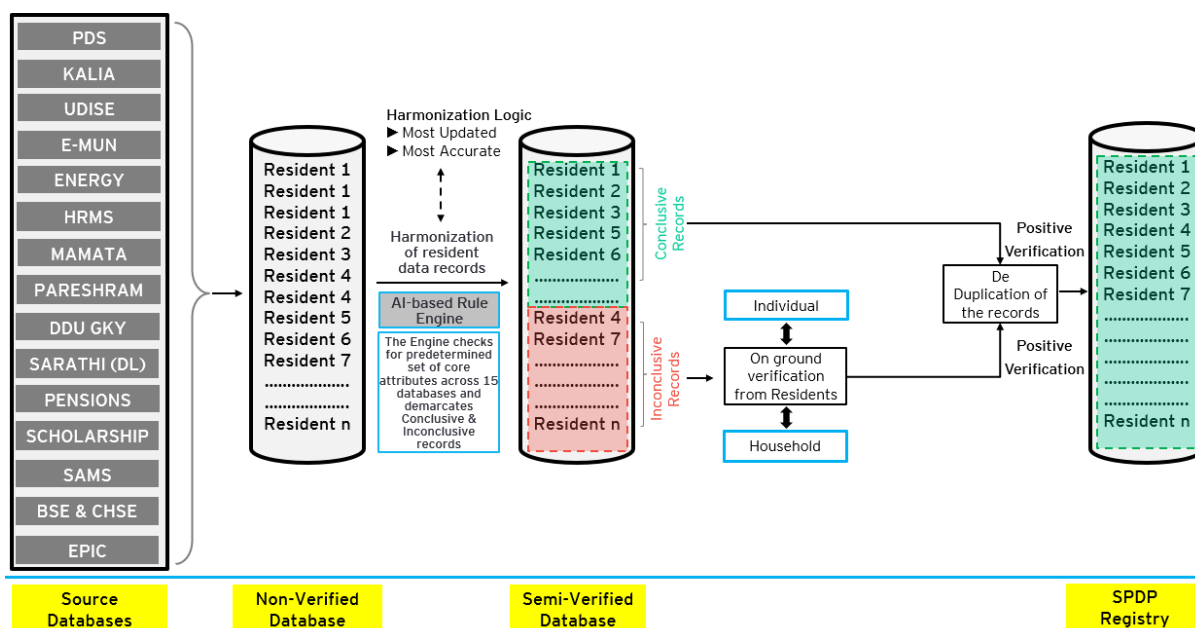 PDS
KALIA
UDISE
E-MUN
ENERGY
HRMS
MAMATA
PARESHRAM
DDU GKY
SARATHI (DL)
PENSIONS
SCHOLARSHIP
SAMS
BSE & CHSE
EPIC
Source
Databases
Resident 1
Resident 1
Resident 1
Resident 2
Resident 3
Resident 4
Resident 4
Resident 5
Resident 6
Resident 7
.....................
.....................
Resident n
Non-Verified
Database
Harmonization Logic
▶ Most Updated
▶ Most Accurate
Harmonization
of resident
data records
AI-based Rule
Engine
The Engine checks
for predetermined
set of core
attributes across 15
databases and
demarcates
Conclusive &
Inconclusive
records
Resident 1
Resident 2
Resident 3
Resident 5
Resident 6
.....................
.....................
Resident 4
Resident 7
.....................
.....................
.....................
Resident n
Semi-Verified
Database
Conclusive
Records
Inconclusive
Records
Individual
On ground
verification
from Residents
Household
Positive
Verification
De
Duplication of
the records
Positive
Verification
Resident 1
Resident 2
Resident 3
Resident 4
Resident 5
Resident 6
Resident 7
.....................
.....................
.....................
.....................
.....................
Resident n
SPDP
Registry